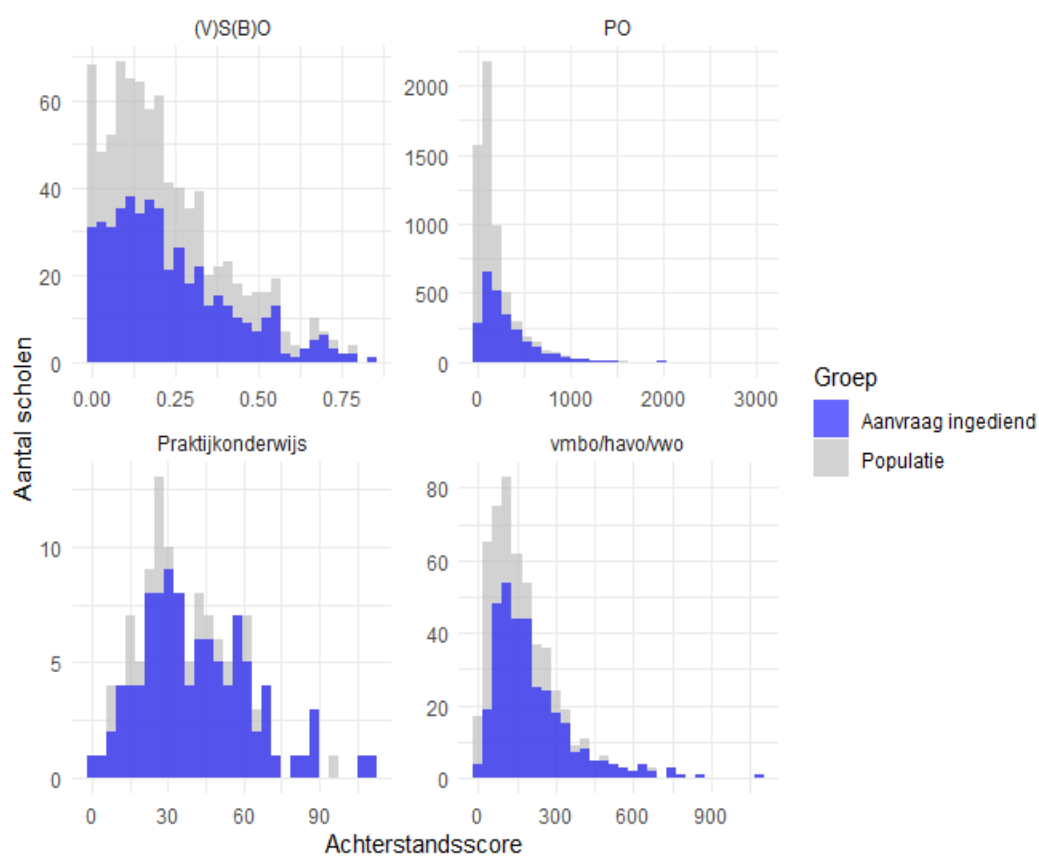 (V)S(B)O
PO
60
40
20
0
0.00 0.25 0.50 0.75
2000
1500
1000
500
0
0 1000 2000 3000
Aantal scholen
Praktijkonderwijs
vmbo/havo/vwo
10
5
0
0 30 60 90
80
60
40
20
0
0 300 600 900
Achterstandsscore
Groep
Aanvraag ingediend
Populatie